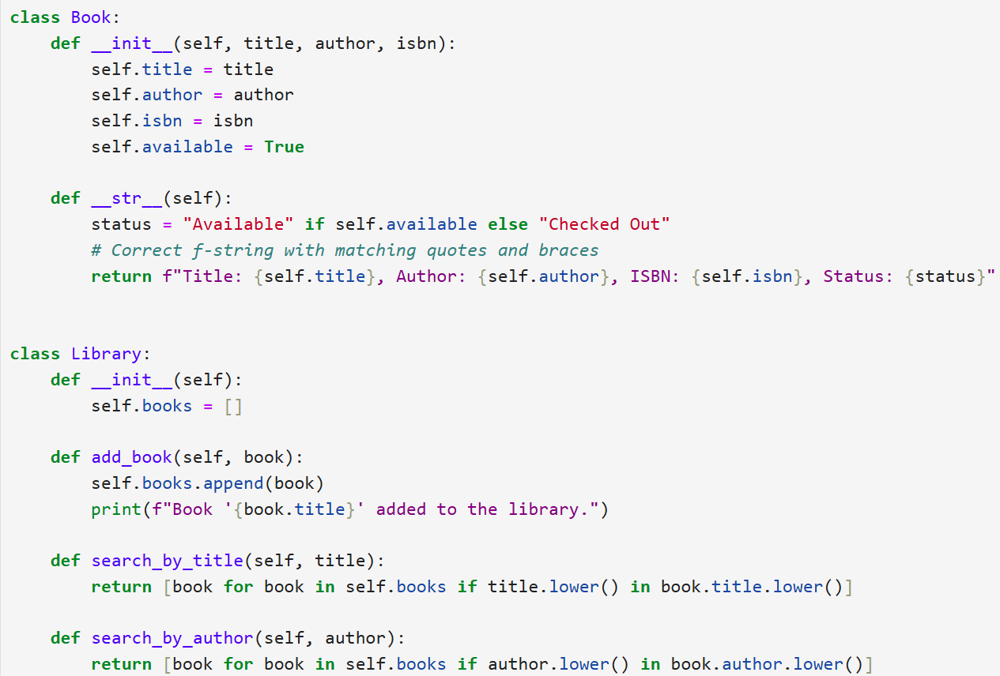 class Book:
    def __init__(self, title, author, isbn):
        self.title = title
        self.author = author
        self.isbn = isbn
        self.available = True

    def __str__(self):
        status = "Available" if self.available else "Checked Out"
        # Correct f-string with matching quotes and braces
        return f"Title: {self.title}, Author: {self.author}, ISBN: {self.isbn}, Status: {status}"


class Library:
    def __init__(self):
        self.books = []

    def add_book(self, book):
        self.books.append(book)
        print(f"Book '{book.title}' added to the library.")

    def search_by_title(self, title):
        return [book for book in self.books if title.lower() in book.title.lower()]

    def search_by_author(self, author):
        return [book for book in self.books if author.lower() in book.author.lower()]